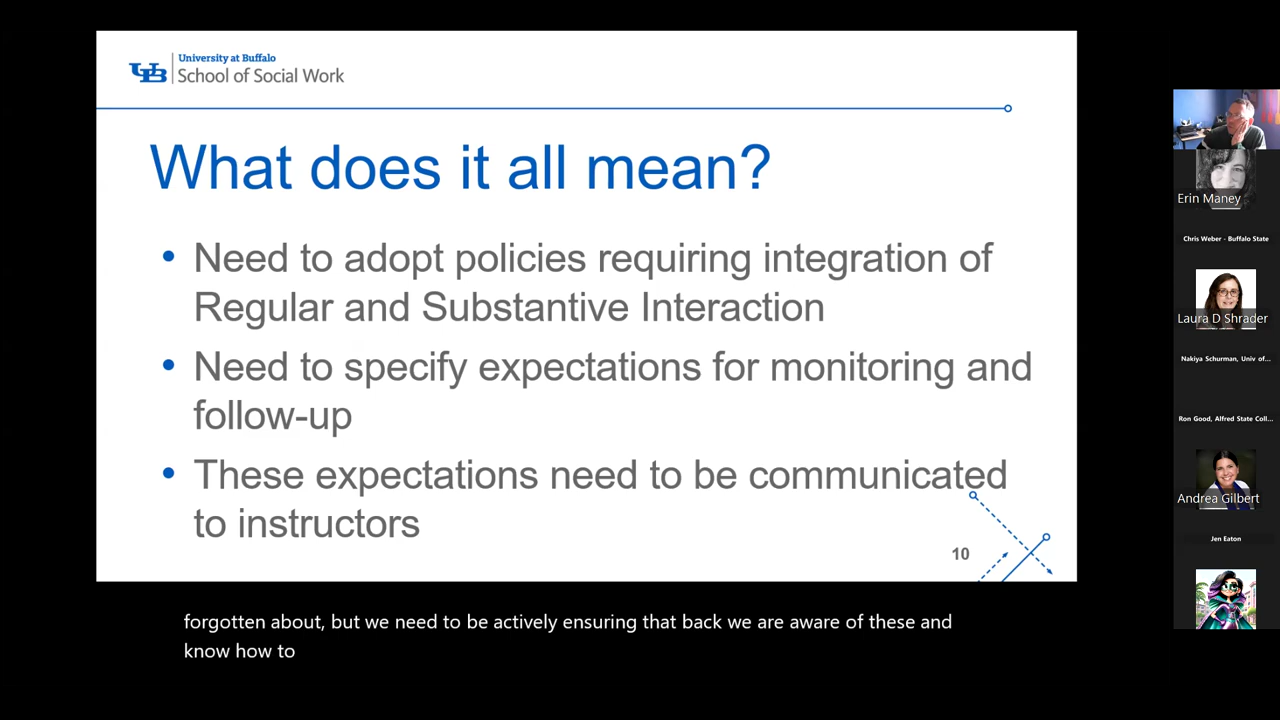 University at Buffalo
School of Social Work
What does it all mean?
• Need to adopt policies requiring integration of
Regular and Substantive Interaction
• Need to specify expectations for monitoring and
follow-up
• These expectations need to be communicated
to instructors
10
forgotten about, but we need to be actively ensuring that back we are aware of these and
know how to
Erin Maney
Chris Weber - Buffalo State
Laura D Shrader
Nakiya Schurman, Univ of...
Ron Good, Alfred State Coll...
Andrea Gilbert
Jen Eaton